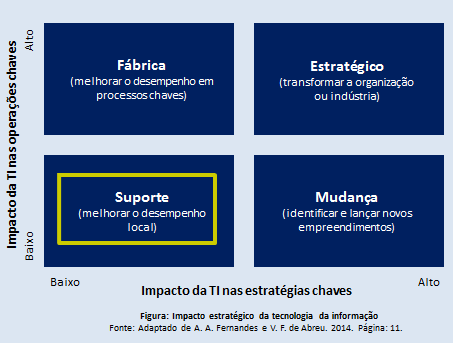 Impacto da TI nas operações chaves
Alto
Baixo
Fábrica
(melhorar o desempenho em
processos chaves)
Estratégico
(transformar a organização
ou indústria)
Suporte
(melhorar o desempenho
local)
Mudança
(identificar e lançar novos
empreendimentos)
Baixo
Alto
Impacto da TI nas estratégias chaves
Figura: Impacto estratégico da tecnologia da informação
Fonte: Adaptado de A. A. Fernandes e V. F. de Abreu. 2014. Página: 11.